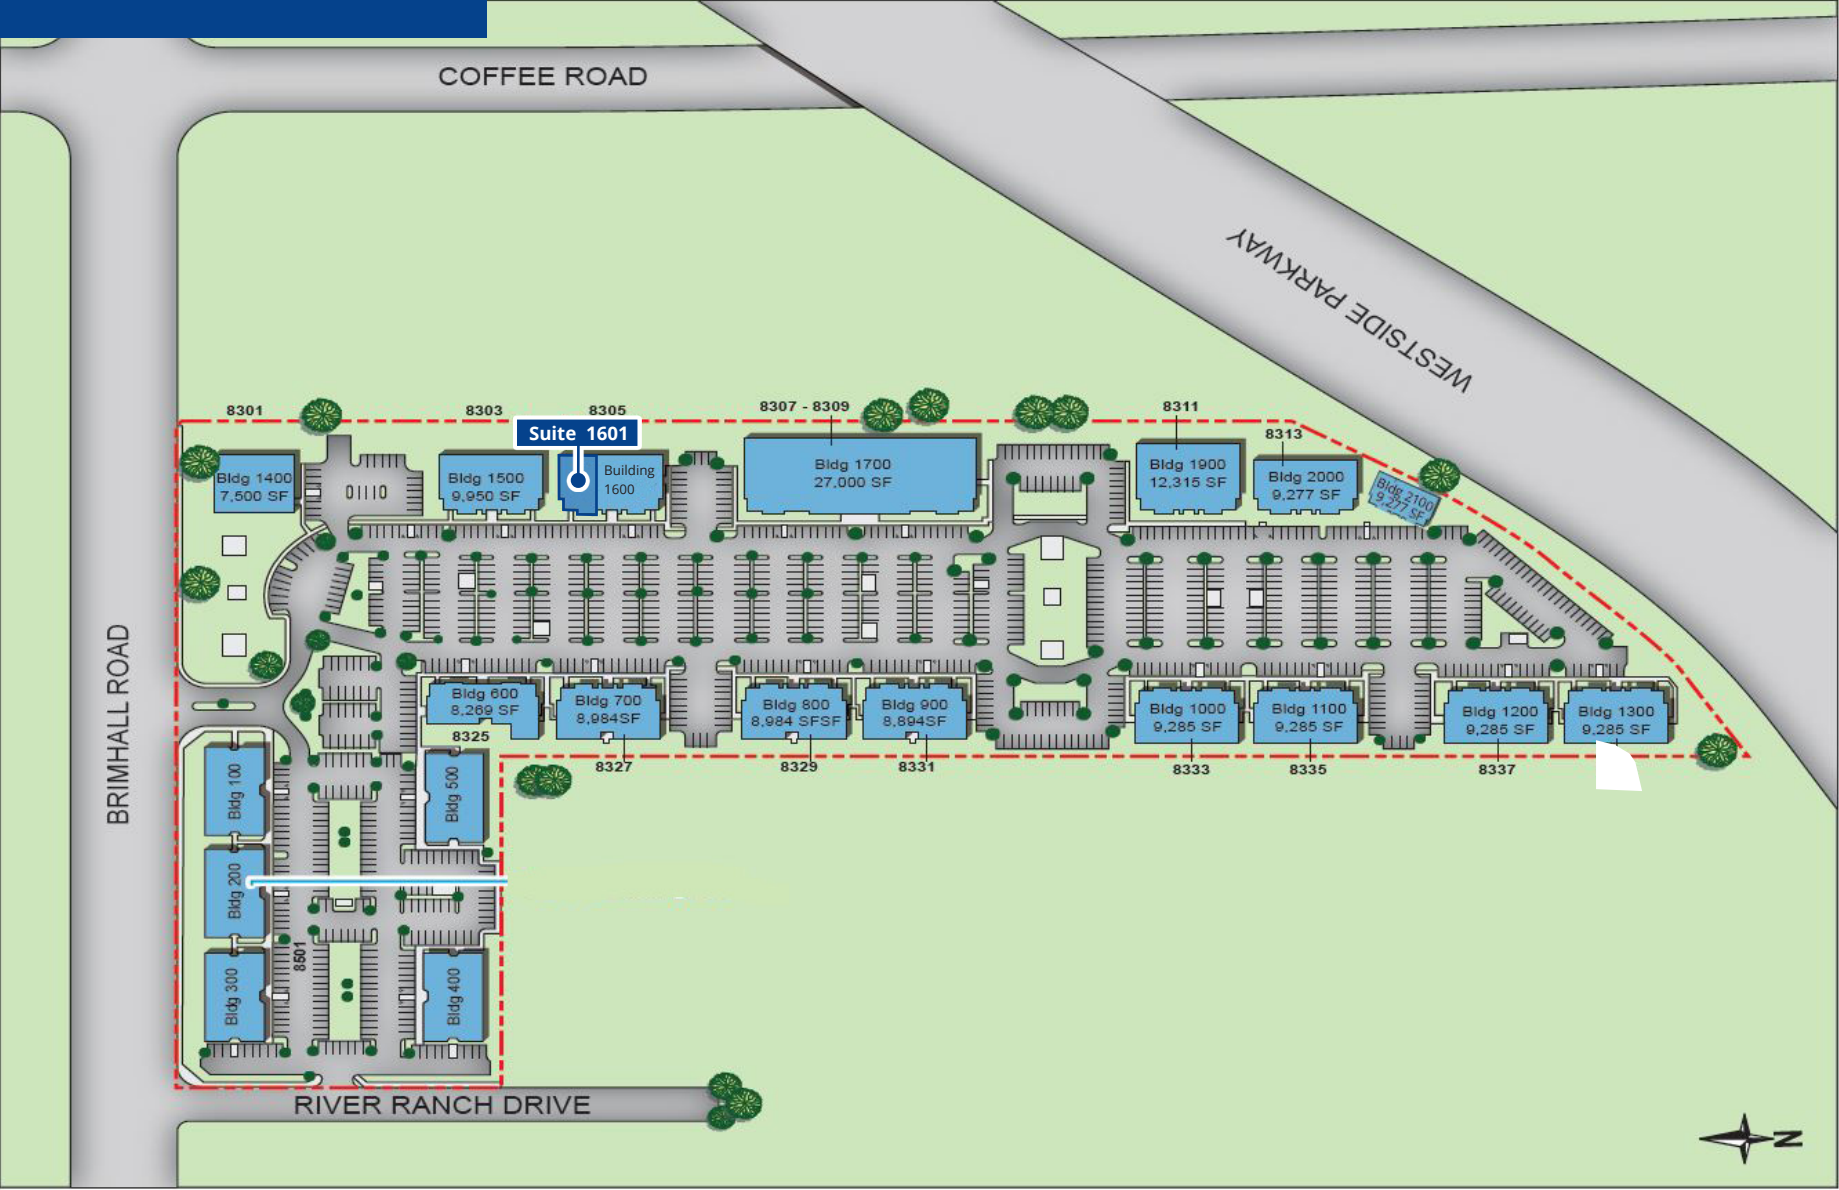 COFFEE ROAD
WESTSIDE PARKWAY
BRIMHALL ROAD
8301
8303
8305
8307 - 8309
8311
8313
Suite 1601
Bldg 1400
7,500 SF
Bldg 1500
9,950 SF
Building
1600
Bldg 1700
27,000 SF
Bldg 1900
12,315 SF
Bldg 2000
9,277 SF
Bldg 2100
9,277 SF
Bldg 600
8,269 SF
Bldg 700
8,984SF
Bldg 800
8,984 SFSF
Bldg 900
8,894SF
Bldg 1000
9,285 SF
Bldg 1100
9,285 SF
Bldg 1200
9,285 SF
Bldg 1300
9,285 SF
8325
8327
8329
8331
8333
8335
8337
Bldg 100
Bldg 500
Bldg 200
8501
Bldg 300
Bldg 400
RIVER RANCH DRIVE
N